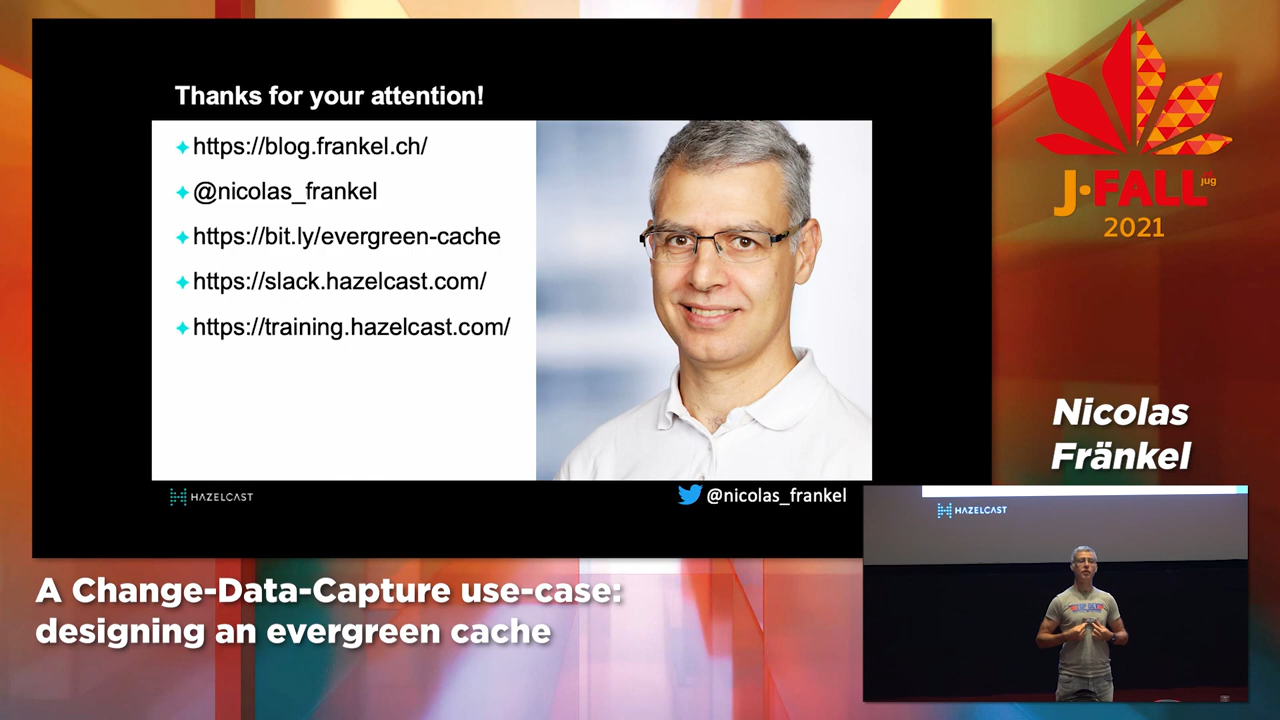 Thanks for your attention!
https://blog.frankel.ch/
@nicolas_frankel
https://bit.ly/evergreen-cache
https://slack.hazelcast.com/
https://training.hazelcast.com/
HAZELCAST
@nicolas_frankel
J•FALL
jug
2021
Nicolas
Fränkel
HAZELCAST
A Change-Data-Capture use-case:
designing an evergreen cache